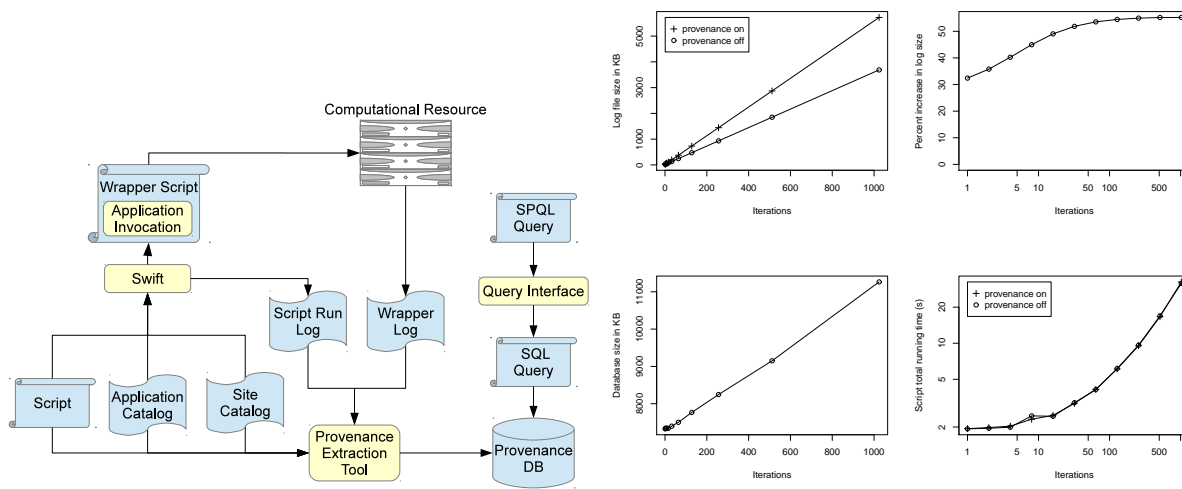 Computational Resource
Wrapper Script
Application
Invocation
SPQL
Query
Swift
Query Interface
Script Run
Log
Wrapper
Log
SQL
Query
Script
Application
Catalog
Site
Catalog
Provenance
Extraction
Tool
Provenance
DB
Log file size in KB
0 1000 3000 5000
provenance on
provenance off
0 200 400 600 800 1000
Iterations
Percent increase in log size
0 10 20 30 40 50
1 5 10 50 100 500
Iterations
Database size in KB
8000 9000 10000 11000
0 200 400 600 800 1000
Iterations
Script total running time (s)
2 5 10 20
provenance on
provenance off
1 5 10 50 100 500
Iterations